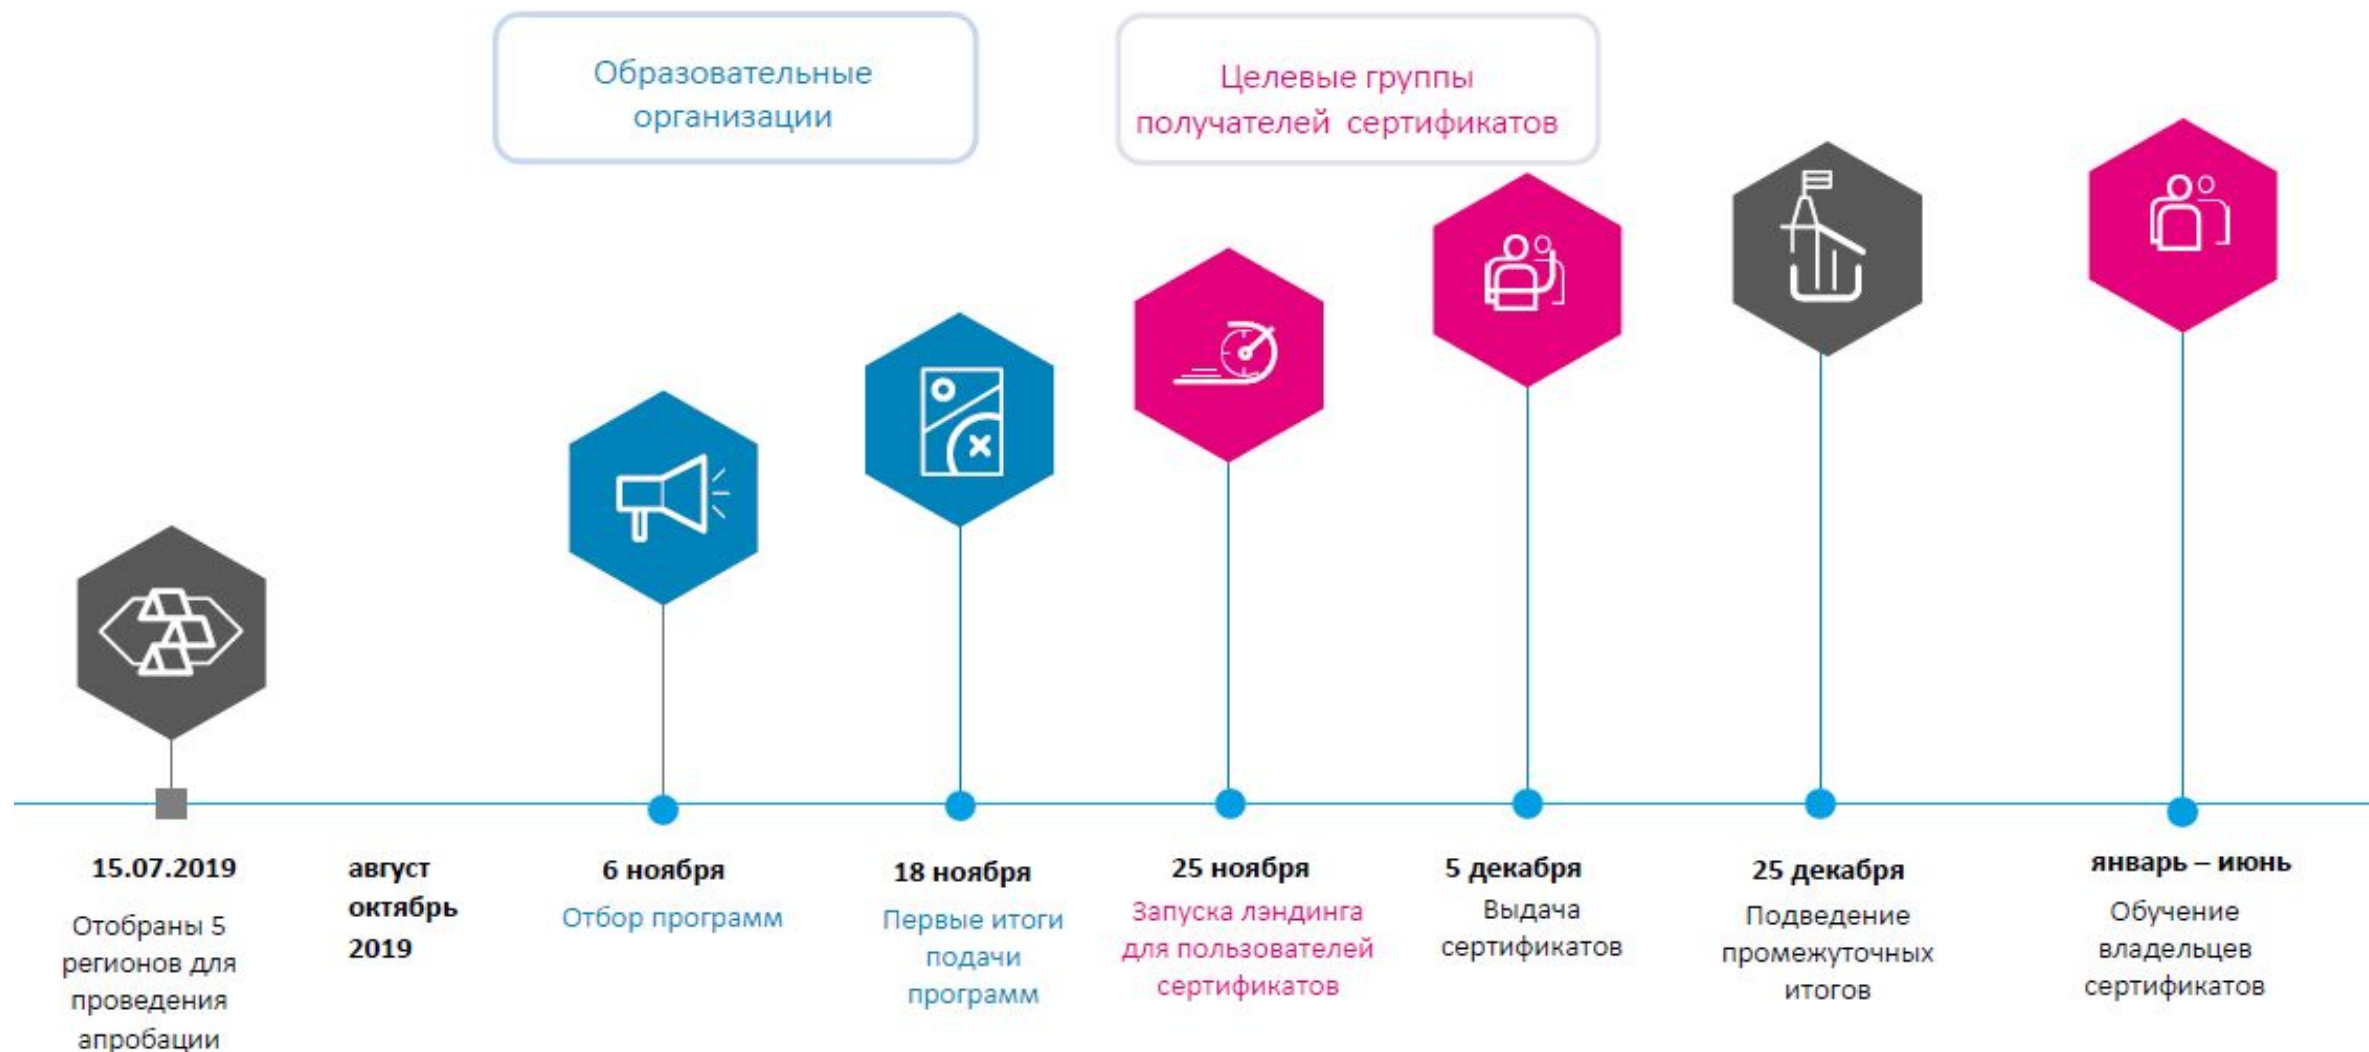 Образовательные
организации
Целевые группы
получателей сертификатов
15.07.2019
Отобраны 5
регионов для
проведения
апробации
август
октябрь
2019
6 ноября
Отбор программ
18 ноября
Первые итоги
подачи
программ
25 ноября
Запуска лэндинга
для пользователей
сертификатов
5 декабря
Выдача
сертификатов
25 декабря
Подведение
промежуточных
итогов
январь – июнь
Обучение
владельцев
сертификатов